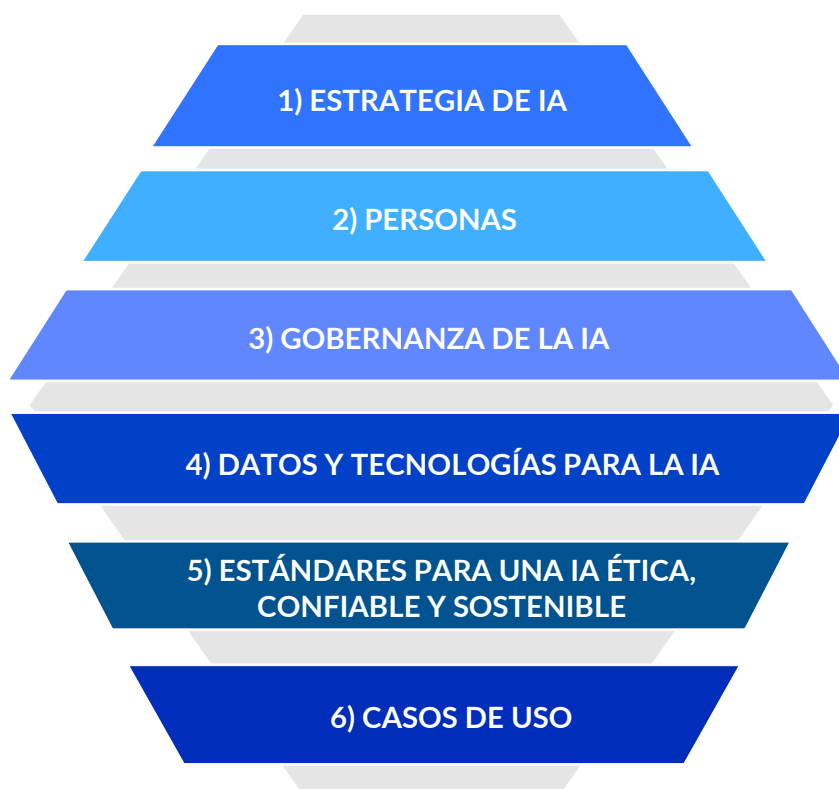 1) ESTRATEGIA DE IA
2) PERSONAS
3) GOBERNANZA DE LA IA
4) DATOS Y TECNOLOGÍAS PARA LA IA
5) ESTÁNDARES PARA UNA IA ÉTICA,
CONFIABLE Y SOSTENIBLE
6) CASOS DE USO